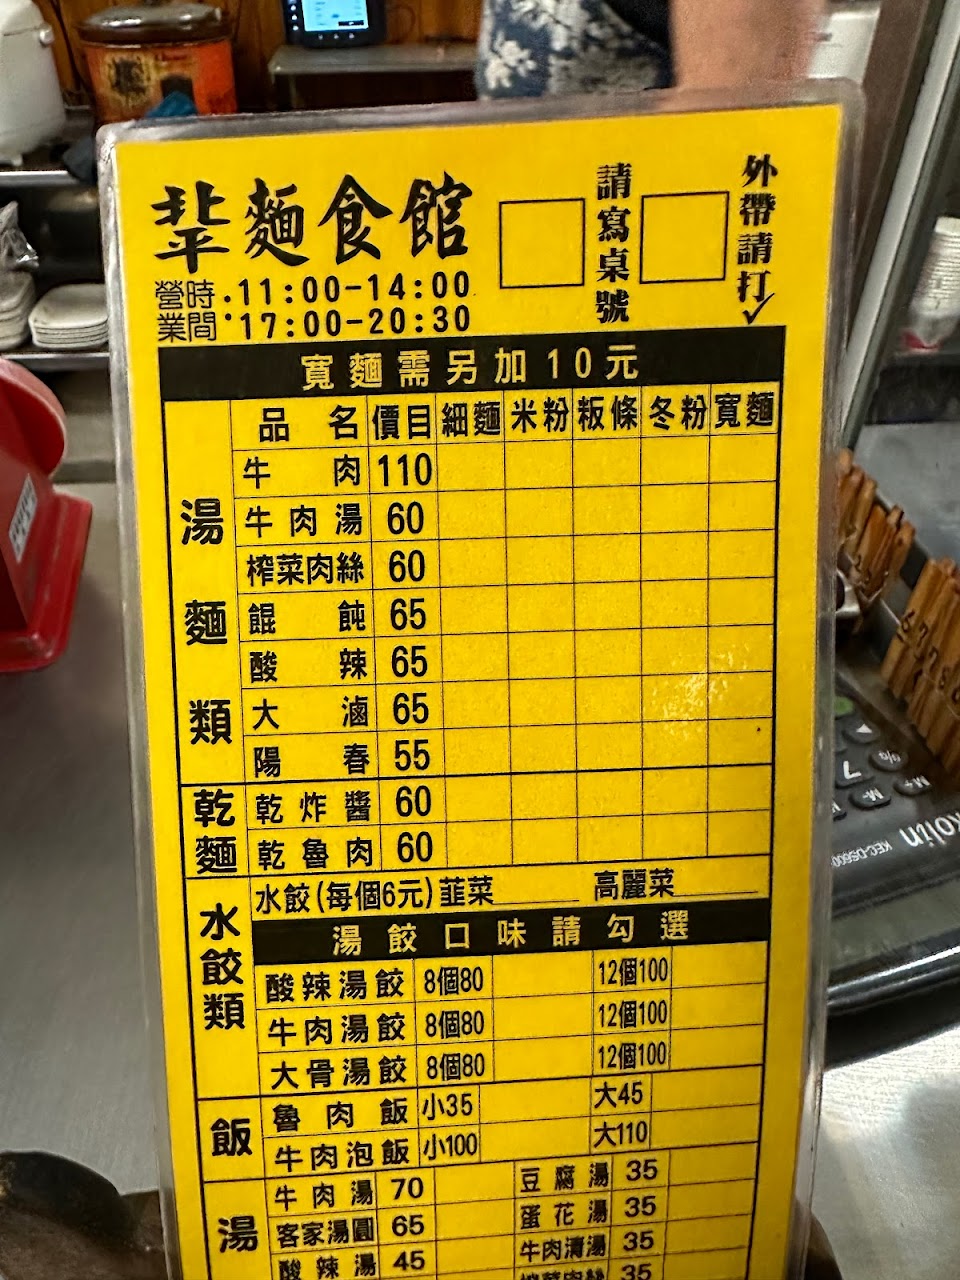 麵食館
請寫桌號
外帶請打✓
營業時間:11:00-14:00
17:00-20:30
寬麵需另加10元
湯麵類
品名 價目 細麵 米粉 粄條 冬粉 寬麵
牛肉 110
牛肉湯 60
榨菜肉絲 60
餛飩 65
酸辣 65
大滷 65
陽春 55
乾麵
乾炸醬 60
乾魯肉 60
水餃類
水餃(每個6元)韮菜 高麗菜
湯餃口味請勾選
酸辣湯餃 8個80 12個100
牛肉湯餃 8個80 12個100
大骨湯餃 8個80 12個100
飯
魯肉飯 小35 大45
牛肉泡飯 小100 大110
湯
牛肉湯 70 豆腐湯 35
客家湯圓 65 蛋花湯 35
酸辣湯 45 牛肉清湯 35
35
kolin
KEC-DS600
7
M+
M-